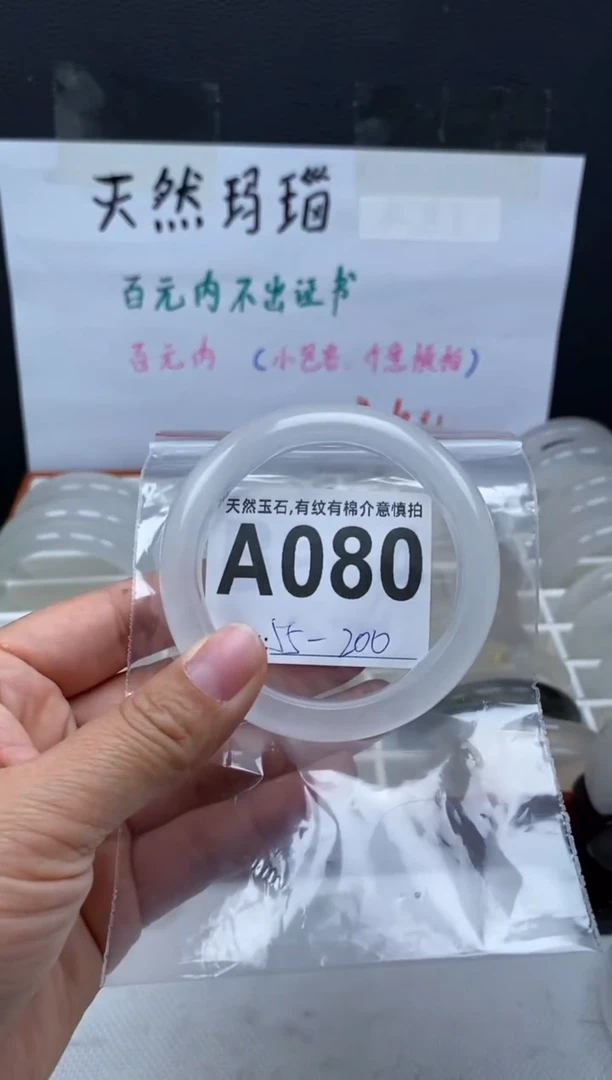 天然玛瑙
百元内不出证书
百元内（小包容、介意慎拍）
天然玉石,有纹有棉介意慎拍
A080
55-200